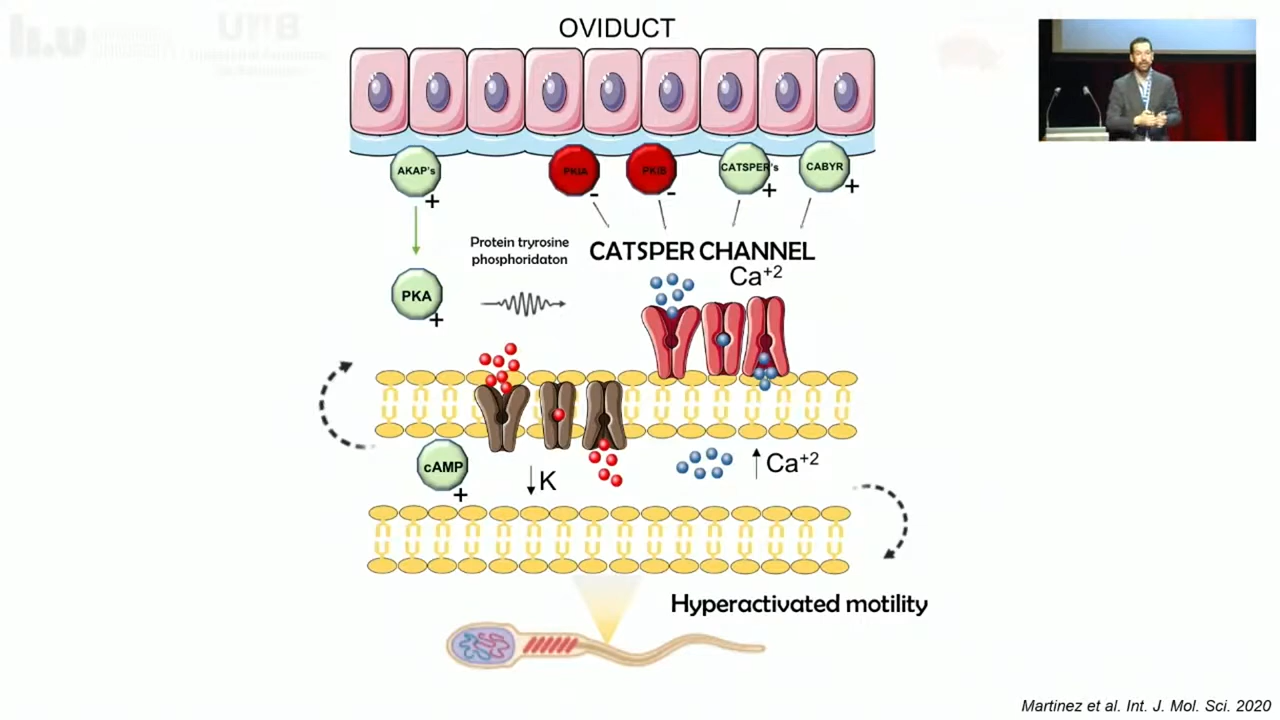 OVIDUCT
AKAP's
PKIA
PKIB
CATSPER's
CABYR
+
-
-
+
+
Protein tryrosine
phosphoridaton
CATSPER CHANNEL
Ca+2
PKA
+
cAMP
+
↓K
↑Ca+2
Hyperactivated motility
Martinez et al. Int. J. Mol. Sci. 2020